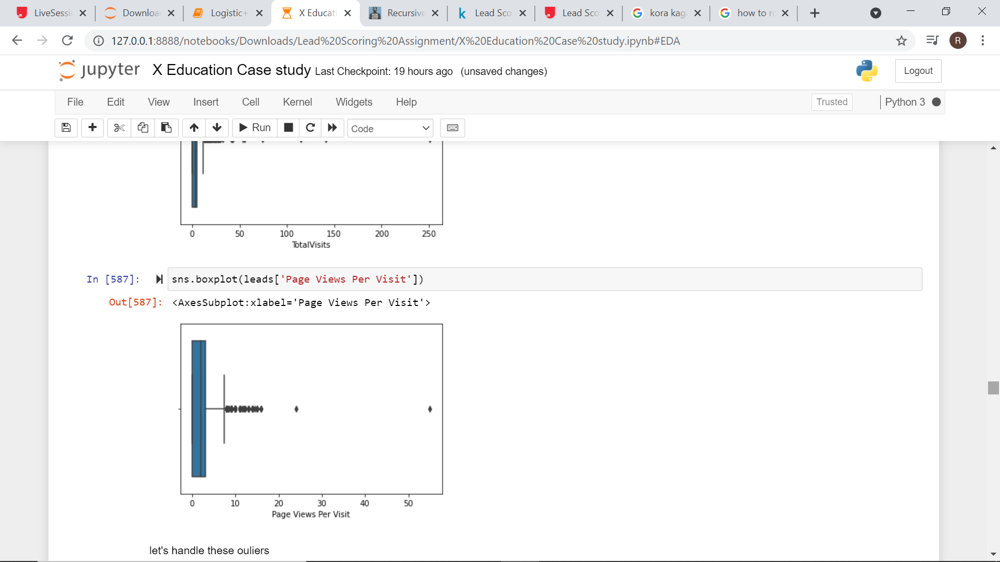 LiveSessi
Downloa
Logistic+
X Educati
Recursive
Lead Sco
Lead Sco
kora kag
how to r
127.0.0.1:8888/notebooks/Downloads/Lead%20Scoring%20Assignment/X%20Education%20Case%20study.ipynb#EDA
R
jupyter X Education Case study Last Checkpoint: 19 hours ago (unsaved changes)
Logout
File Edit View Insert Cell Kernel Widgets Help
Trusted
Python 3
Run
Code
0 50 100 150 200 250
TotalVisits
In [587]: sns.boxplot(leads['Page Views Per Visit'])
Out[587]: <AxesSubplot:xlabel='Page Views Per Visit'>
0 10 20 30 40 50
Page Views Per Visit
let's handle these ouliers